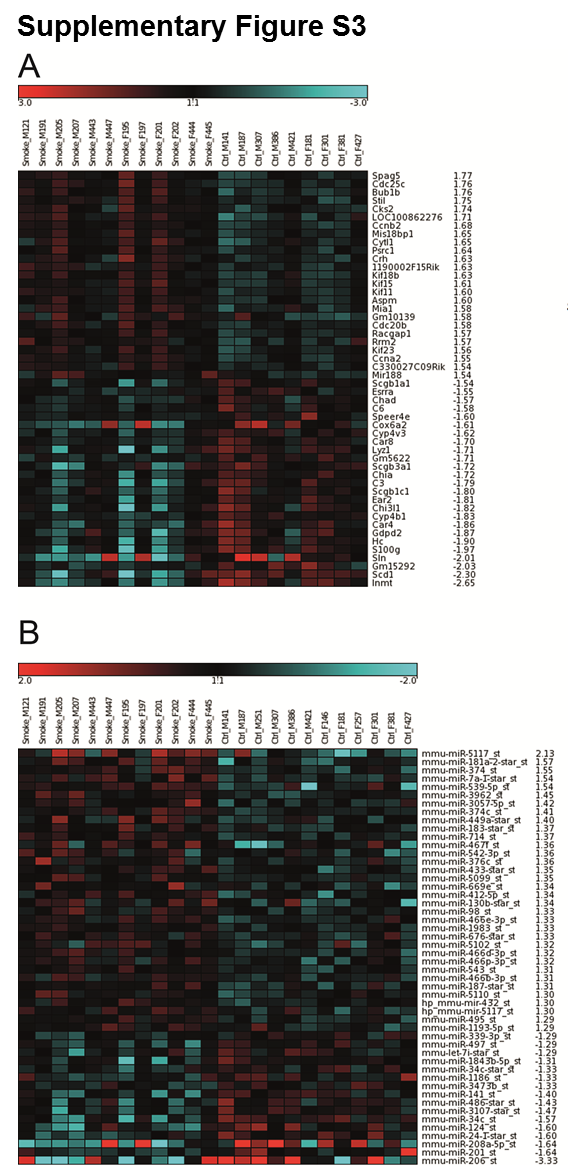 Supplementary Figure S3
A
3.0 1:1 -3.0
Smoke_M121 Smoke_M191 Smoke_M205 Smoke_M207 Smoke_M443 Smoke_M447 Smoke_F195 Smoke_F197 Smoke_F201 Smoke_F202 Smoke_F444 Smoke_F445 Ctrl_M141 Ctrl_M187 Ctrl_M307 Ctrl_M386 Ctrl_M421 Ctrl_F181 Ctrl_F301 Ctrl_F381 Ctrl_F427
Spag5 1.77
Cdc25c 1.76
Bub1b 1.76
Stil 1.75
Cks2 1.74
LOC100862276 1.71
Ccnb2 1.68
Mis18bp1 1.65
Cytl1 1.65
Psrc1 1.64
Crh 1.63
1190002F15Rik 1.63
Kif18b 1.63
Kif15 1.61
Kif11 1.60
Aspm 1.60
Mia1 1.58
Gm10139 1.58
Cdc20b 1.58
Racgap1 1.57
Rrm2 1.57
Kif23 1.56
Ccna2 1.55
C330027C09Rik 1.54
Mir188 1.54
Scgb1a1 -1.54
Esrra -1.55
Chad -1.57
C6 -1.58
Speer4e -1.60
Cox6a2 -1.61
Cyp4v3 -1.62
Car8 -1.70
Lyz1 -1.71
Gm5622 -1.71
Scgb3a1 -1.72
Chia -1.72
C3 -1.79
Scgb1c1 -1.80
Ear2 -1.81
Chi3l1 -1.82
Cyp4b1 -1.83
Car4 -1.86
Gdpd2 -1.87
Hc -1.90
S100g -1.97
Sln -2.01
Gm15292 -2.03
Scd1 -2.30
Inmt -2.65
B
2.0 1:1 -2.0
Smoke_M121 Smoke_M191 Smoke_M205 Smoke_M207 Smoke_M443 Smoke_M447 Smoke_F195 Smoke_F197 Smoke_F201 Smoke_F202 Smoke_F444 Smoke_F445 Ctrl_M141 Ctrl_M187 Ctrl_M251 Ctrl_M307 Ctrl_M386 Ctrl_M421 Ctrl_F146 Ctrl_F181 Ctrl_F257 Ctrl_F301 Ctrl_F381 Ctrl_F427
mmu-miR-5117_st 2.13
mmu-miR-181a-2-star_st 1.57
mmu-miR-374_st 1.55
mmu-miR-7a-1-star_st 1.54
mmu-miR-539-5p_st 1.54
mmu-miR-3962_st 1.45
mmu-miR-3057-5p_st 1.42
mmu-miR-374c_st 1.41
mmu-miR-449a-star_st 1.40
mmu-miR-183-star_st 1.37
mmu-miR-714_st 1.37
mmu-miR-467f_st 1.36
mmu-miR-542-3p_st 1.36
mmu-miR-376c_st 1.36
mmu-miR-433-star_st 1.35
mmu-miR-5099_st 1.35
mmu-miR-669e_st 1.34
mmu-miR-412-5p_st 1.34
mmu-miR-130b-star_st 1.34
mmu-miR-98_st 1.33
mmu-miR-466e-3p_st 1.33
mmu-miR-1983_st 1.33
mmu-miR-676-star_st 1.33
mmu-miR-5102_st 1.32
mmu-miR-466d-3p_st 1.32
mmu-miR-466p-3p_st 1.32
mmu-miR-543_st 1.31
mmu-miR-466b-3p_st 1.31
mmu-miR-187-star_st 1.31
mmu-miR-5110_st 1.30
hp_mmu-mir-432_st 1.30
hp_mmu-mir-5117_st 1.30
mmu-miR-495_st 1.29
mmu-miR-1193-5p_st 1.29
mmu-miR-339-3p_st -1.29
mmu-miR-497_st -1.29
mmu-let-7i-star_st -1.29
mmu-miR-1843b-5p_st -1.31
mmu-miR-34c-star_st -1.33
mmu-miR-1186_st -1.33
mmu-miR-3473b_st -1.33
mmu-miR-141_st -1.40
mmu-miR-486-star_st -1.43
mmu-miR-3107-star_st -1.47
mmu-miR-34c_st -1.57
mmu-miR-124_st -1.60
mmu-miR-24-1-star_st -1.60
mmu-miR-208a-5p_st -1.64
mmu-miR-201_st -1.64
mmu-miR-206_st -3.33